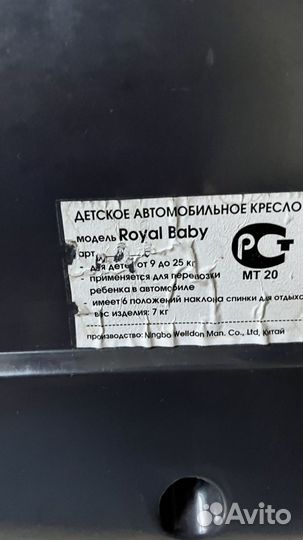 ДЕТСКОЕ АВТОМОБИЛЬНОЕ КРЕСЛО
модель Royal Baby
арт
- для детей от 9 до 25 кг
- применяется для перевозки
ребенка в автомобиле
- имеет 6 положений наклона спинки для отдыха
- вес изделия: 7 кг
производство: Ningbo Welldon Man. Co., Ltd, Китай
РСТ
МТ 20
Avito